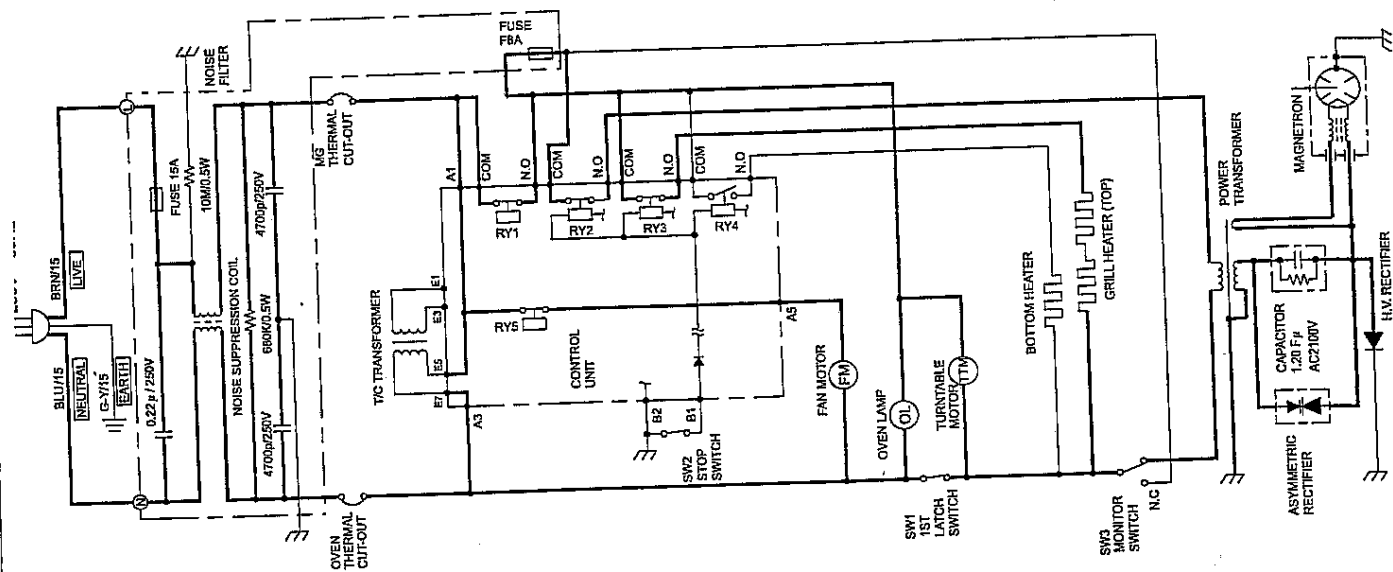 BLU/15
BRN/15
NEUTRAL
LIVE
G-Y/15
EARTH
N
L
0.22µ / 250V
FUSE 15A
10M/0.5W
NOISE
FILTER
NOISE SUPPRESSION COIL
4700p/250V
680K/0.5W
4700p/250V
OVEN
THERMAL
CUT-OUT
MG
THERMAL
CUT-OUT
FUSE
F8A
T/C TRANSFORMER
E7
E5
E3
E1
A3
A1
COM
N.O
COM
N.O
COM
N.O
RY1
RY2
RY3
RY4
RY5
CONTROL
UNIT
A5
B2
B1
SW2
STOP
SWITCH
FAN MOTOR
FM
OVEN LAMP
OL
TURNTABLE
MOTOR
TTM
SW1
1ST
LATCH
SWITCH
BOTTOM HEATER
GRILL HEATER (TOP)
SW3
MONITOR
SWITCH
N.C
POWER
TRANSFORMER
MAGNETRON
CAPACITOR
1.20 Fµ
AC2100V
ASYMMETRIC
RECTIFIER
H.V. RECTIFIER